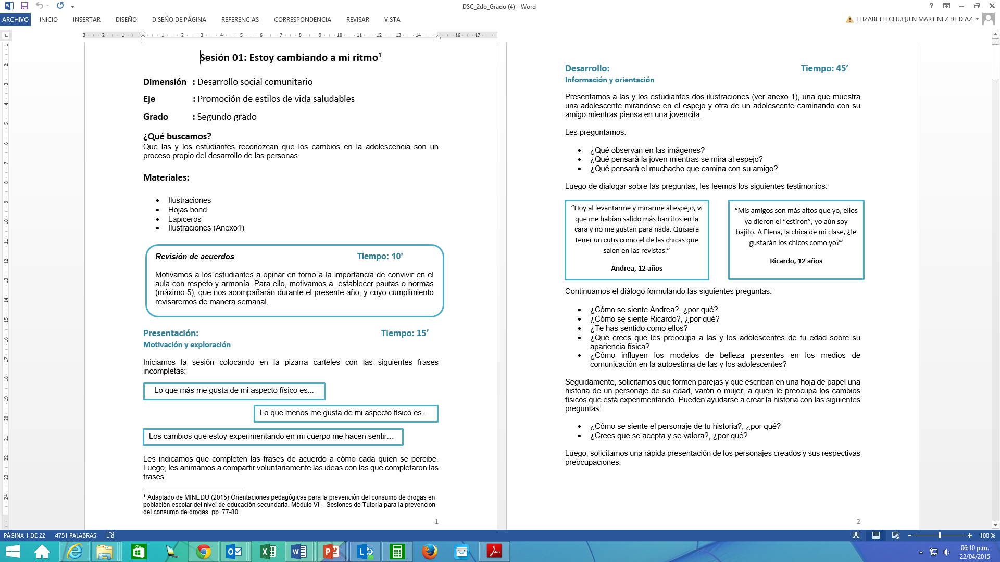 DSC_2do_Grado (4) - Word
ARCHIVO INICIO INSERTAR DISEÑO DISEÑO DE PÁGINA REFERENCIAS CORRESPONDENCIA REVISAR VISTA
ELIZABETH CHUQUIN MARTINEZ DE DIAZ
3 2 1 1 2 3 4 5 6 7 8 9 10 11 12 13 14 16 17
Sesión 01: Estoy cambiando a mi ritmo¹
Dimensión : Desarrollo social comunitario
Eje : Promoción de estilos de vida saludables
Grado : Segundo grado
¿Qué buscamos?
Que las y los estudiantes reconozcan que los cambios en la adolescencia son un
proceso propio del desarrollo de las personas.
Materiales:
• Ilustraciones
• Hojas bond
• Lapiceros
• Ilustraciones (Anexo1)
Revisión de acuerdos Tiempo: 10’
Motivamos a los estudiantes a opinar en torno a la importancia de convivir en el
aula con respeto y armonía. Para ello, motivamos a establecer pautas o normas
(máximo 5), que nos acompañarán durante el presente año, y cuyo cumplimiento
revisaremos de manera semanal.
Presentación: Tiempo: 15’
Motivación y exploración
Iniciamos la sesión colocando en la pizarra carteles con las siguientes frases
incompletas:
Lo que más me gusta de mi aspecto físico es...
Lo que menos me gusta de mi aspecto físico es…
Los cambios que estoy experimentando en mi cuerpo me hacen sentir…
Les indicamos que completen las frases de acuerdo a cómo cada quien se percibe.
Luego, les animamos a compartir voluntariamente las ideas con las que completaron las
frases.
¹ Adaptado de MINEDU (2015) Orientaciones pedagógicas para la prevención del consumo de drogas en
población escolar del nivel de educación secundaria. Módulo VI – Sesiones de Tutoría para la prevención
del consumo de drogas, pp. 77-80.
1
Desarrollo: Tiempo: 45’
Información y orientación
Presentamos a las y los estudiantes dos ilustraciones (ver anexo 1), una que muestra
una adolescente mirándose en el espejo y otra de un adolescente caminando con su
amigo mientras piensa en una jovencita.
Les preguntamos:
• ¿Qué observan en las imágenes?
• ¿Qué pensará la joven mientras se mira al espejo?
• ¿Qué pensará el muchacho que camina con su amigo?
Luego de dialogar sobre las preguntas, les leemos los siguientes testimonios:
“Hoy al levantarme y mirarme al espejo, vi
que me habían salido más barritos en la
cara y no me gustan para nada. Quisiera
tener un cutis como el de las chicas que
salen en las revistas.”
Andrea, 12 años
“Mis amigos son más altos que yo, ellos
ya dieron el “estirón”, yo aún soy
bajito. A Elena, la chica de mi clase, ¿le
gustarán los chicos como yo?”
Ricardo, 12 años
Continuamos el diálogo formulando las siguientes preguntas:
• ¿Cómo se siente Andrea?, ¿por qué?
• ¿Cómo se siente Ricardo?, ¿por qué?
• ¿Te has sentido como ellos?
• ¿Qué crees que les preocupa a las y los adolescentes de tu edad sobre su
apariencia física?
• ¿Cómo influyen los modelos de belleza presentes en los medios de
comunicación en la autoestima de las y los adolescentes?
Seguidamente, solicitamos que formen parejas y que escriban en una hoja de papel una
historia de un personaje de su edad, varón o mujer, a quien le preocupa los cambios
físicos que está experimentando. Pueden ayudarse a crear la historia con las siguientes
preguntas:
• ¿Cómo se siente el personaje de tu historia?, ¿por qué?
• ¿Crees que se acepta y se valora?, ¿por qué?
Luego, solicitamos una rápida presentación de los personajes creados y sus respectivas
preocupaciones.
2
PÁGINA 1 DE 22 4751 PALABRAS 100 %
06:10 p.m.
22/04/2015